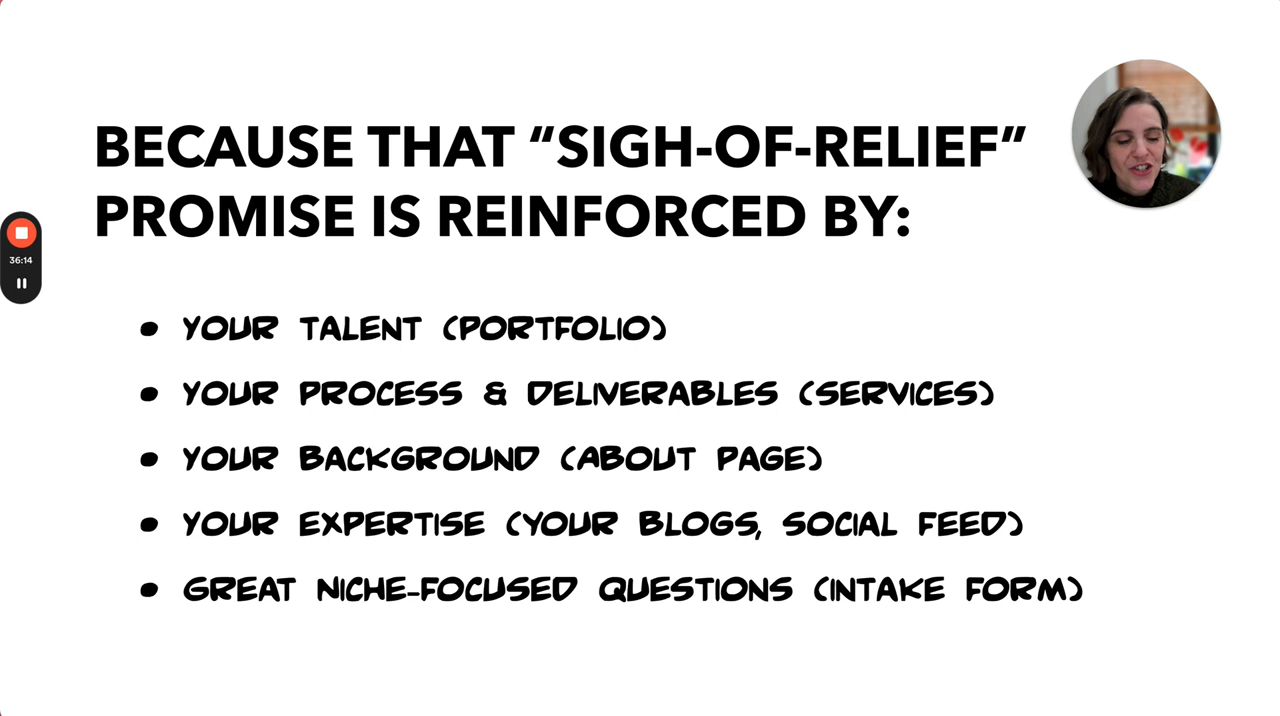 BECAUSE THAT “SIGH-OF-RELIEF”
PROMISE IS REINFORCED BY:
36:14
• YOUR TALENT (PORTFOLIO)
• YOUR PROCESS & DELIVERABLES (SERVICES)
• YOUR BACKGROUND (ABOUT PAGE)
• YOUR EXPERTISE (YOUR BLOGS, SOCIAL FEED)
• GREAT NICHE-FOCUSED QUESTIONS (INTAKE FORM)